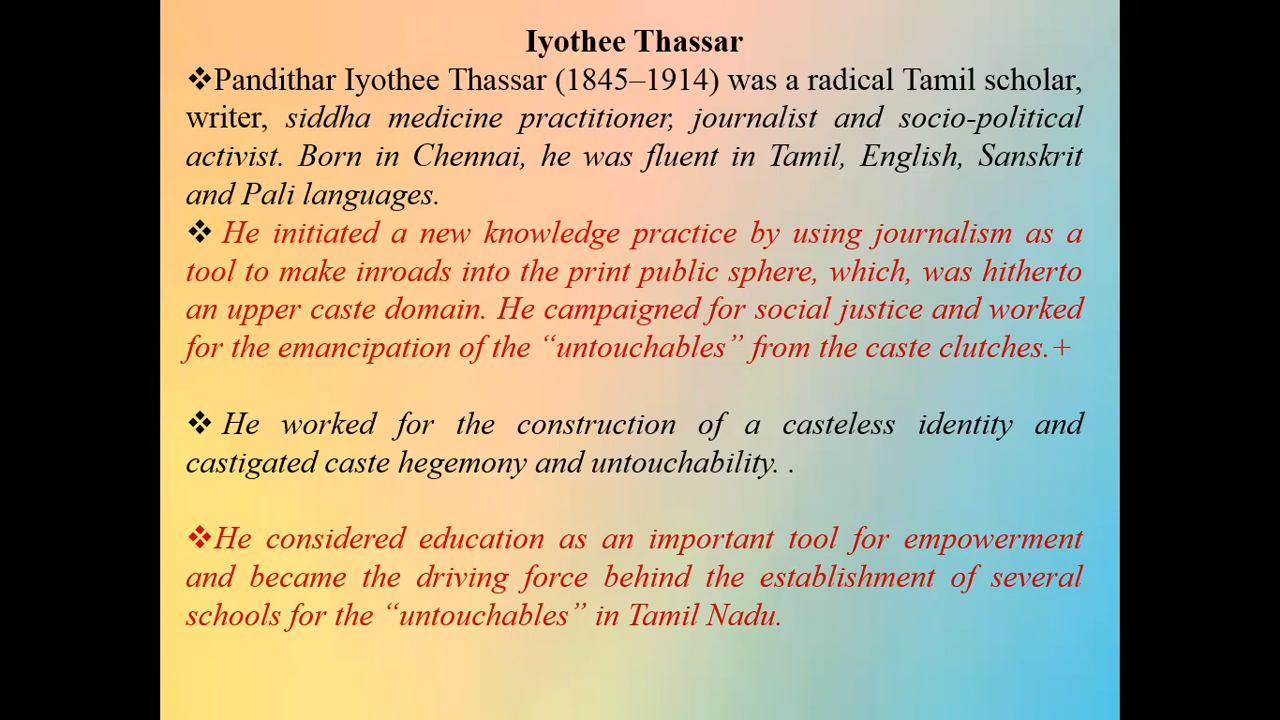 Iyothee Thassar
❖Pandithar Iyothee Thassar (1845–1914) was a radical Tamil scholar,
writer, siddha medicine practitioner, journalist and socio-political
activist. Born in Chennai, he was fluent in Tamil, English, Sanskrit
and Pali languages.
❖ He initiated a new knowledge practice by using journalism as a
tool to make inroads into the print public sphere, which, was hitherto
an upper caste domain. He campaigned for social justice and worked
for the emancipation of the “untouchables” from the caste clutches.+
❖ He worked for the construction of a casteless identity and
castigated caste hegemony and untouchability. .
❖He considered education as an important tool for empowerment
and became the driving force behind the establishment of several
schools for the “untouchables” in Tamil Nadu.